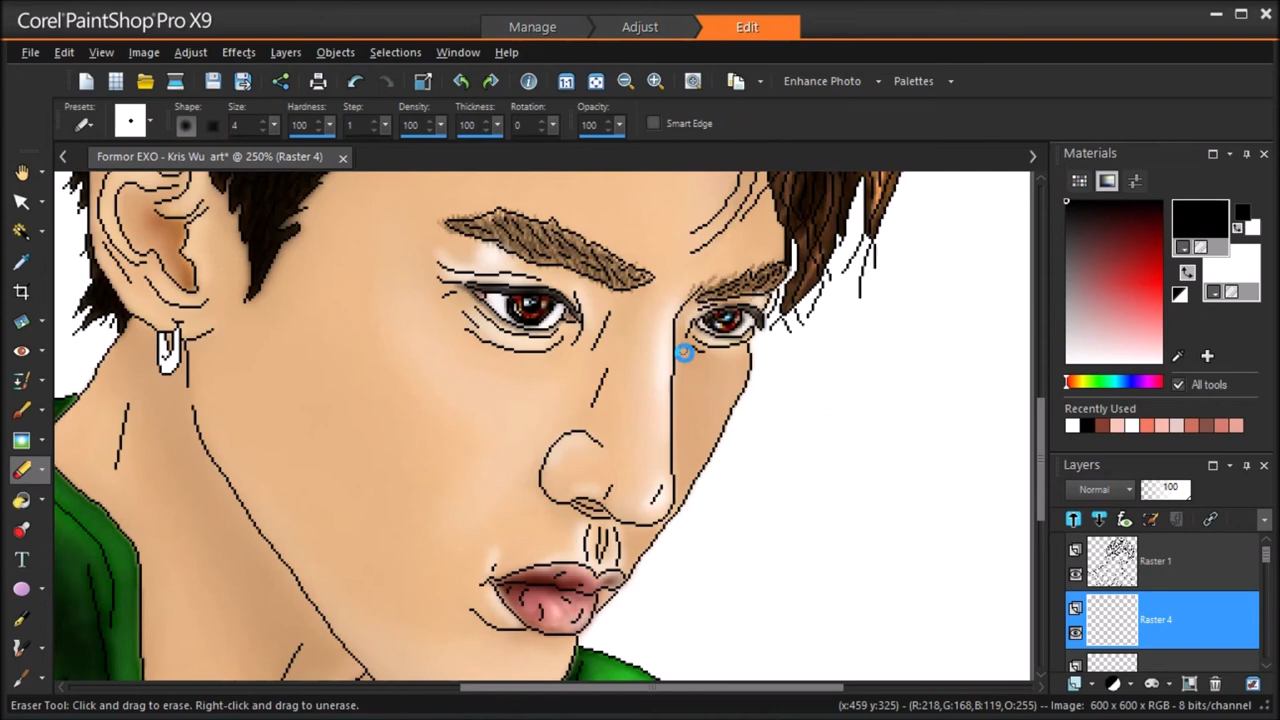 Corel PaintShop Pro X9
Manage
Adjust
Edit
File Edit View Image Adjust Effects Layers Objects Selections Window Help
Enhance Photo
Palettes
Presets:
Shape:
Size:
Hardness:
Step:
Density:
Thickness:
Rotation:
Opacity:
4
100
1
100
100
0
100
Smart Edge
Formor EXO - Kris Wu art* @ 250% (Raster 4)
Materials
All tools
Recently Used
Layers
Normal
100
Raster 1
Raster 4
Eraser Tool: Click and drag to erase. Right-click and drag to unerase.
(x:459 y:325) - (R:218,G:168,B:119,O:255) -- Image: 600 x 600 x RGB - 8 bits/channel